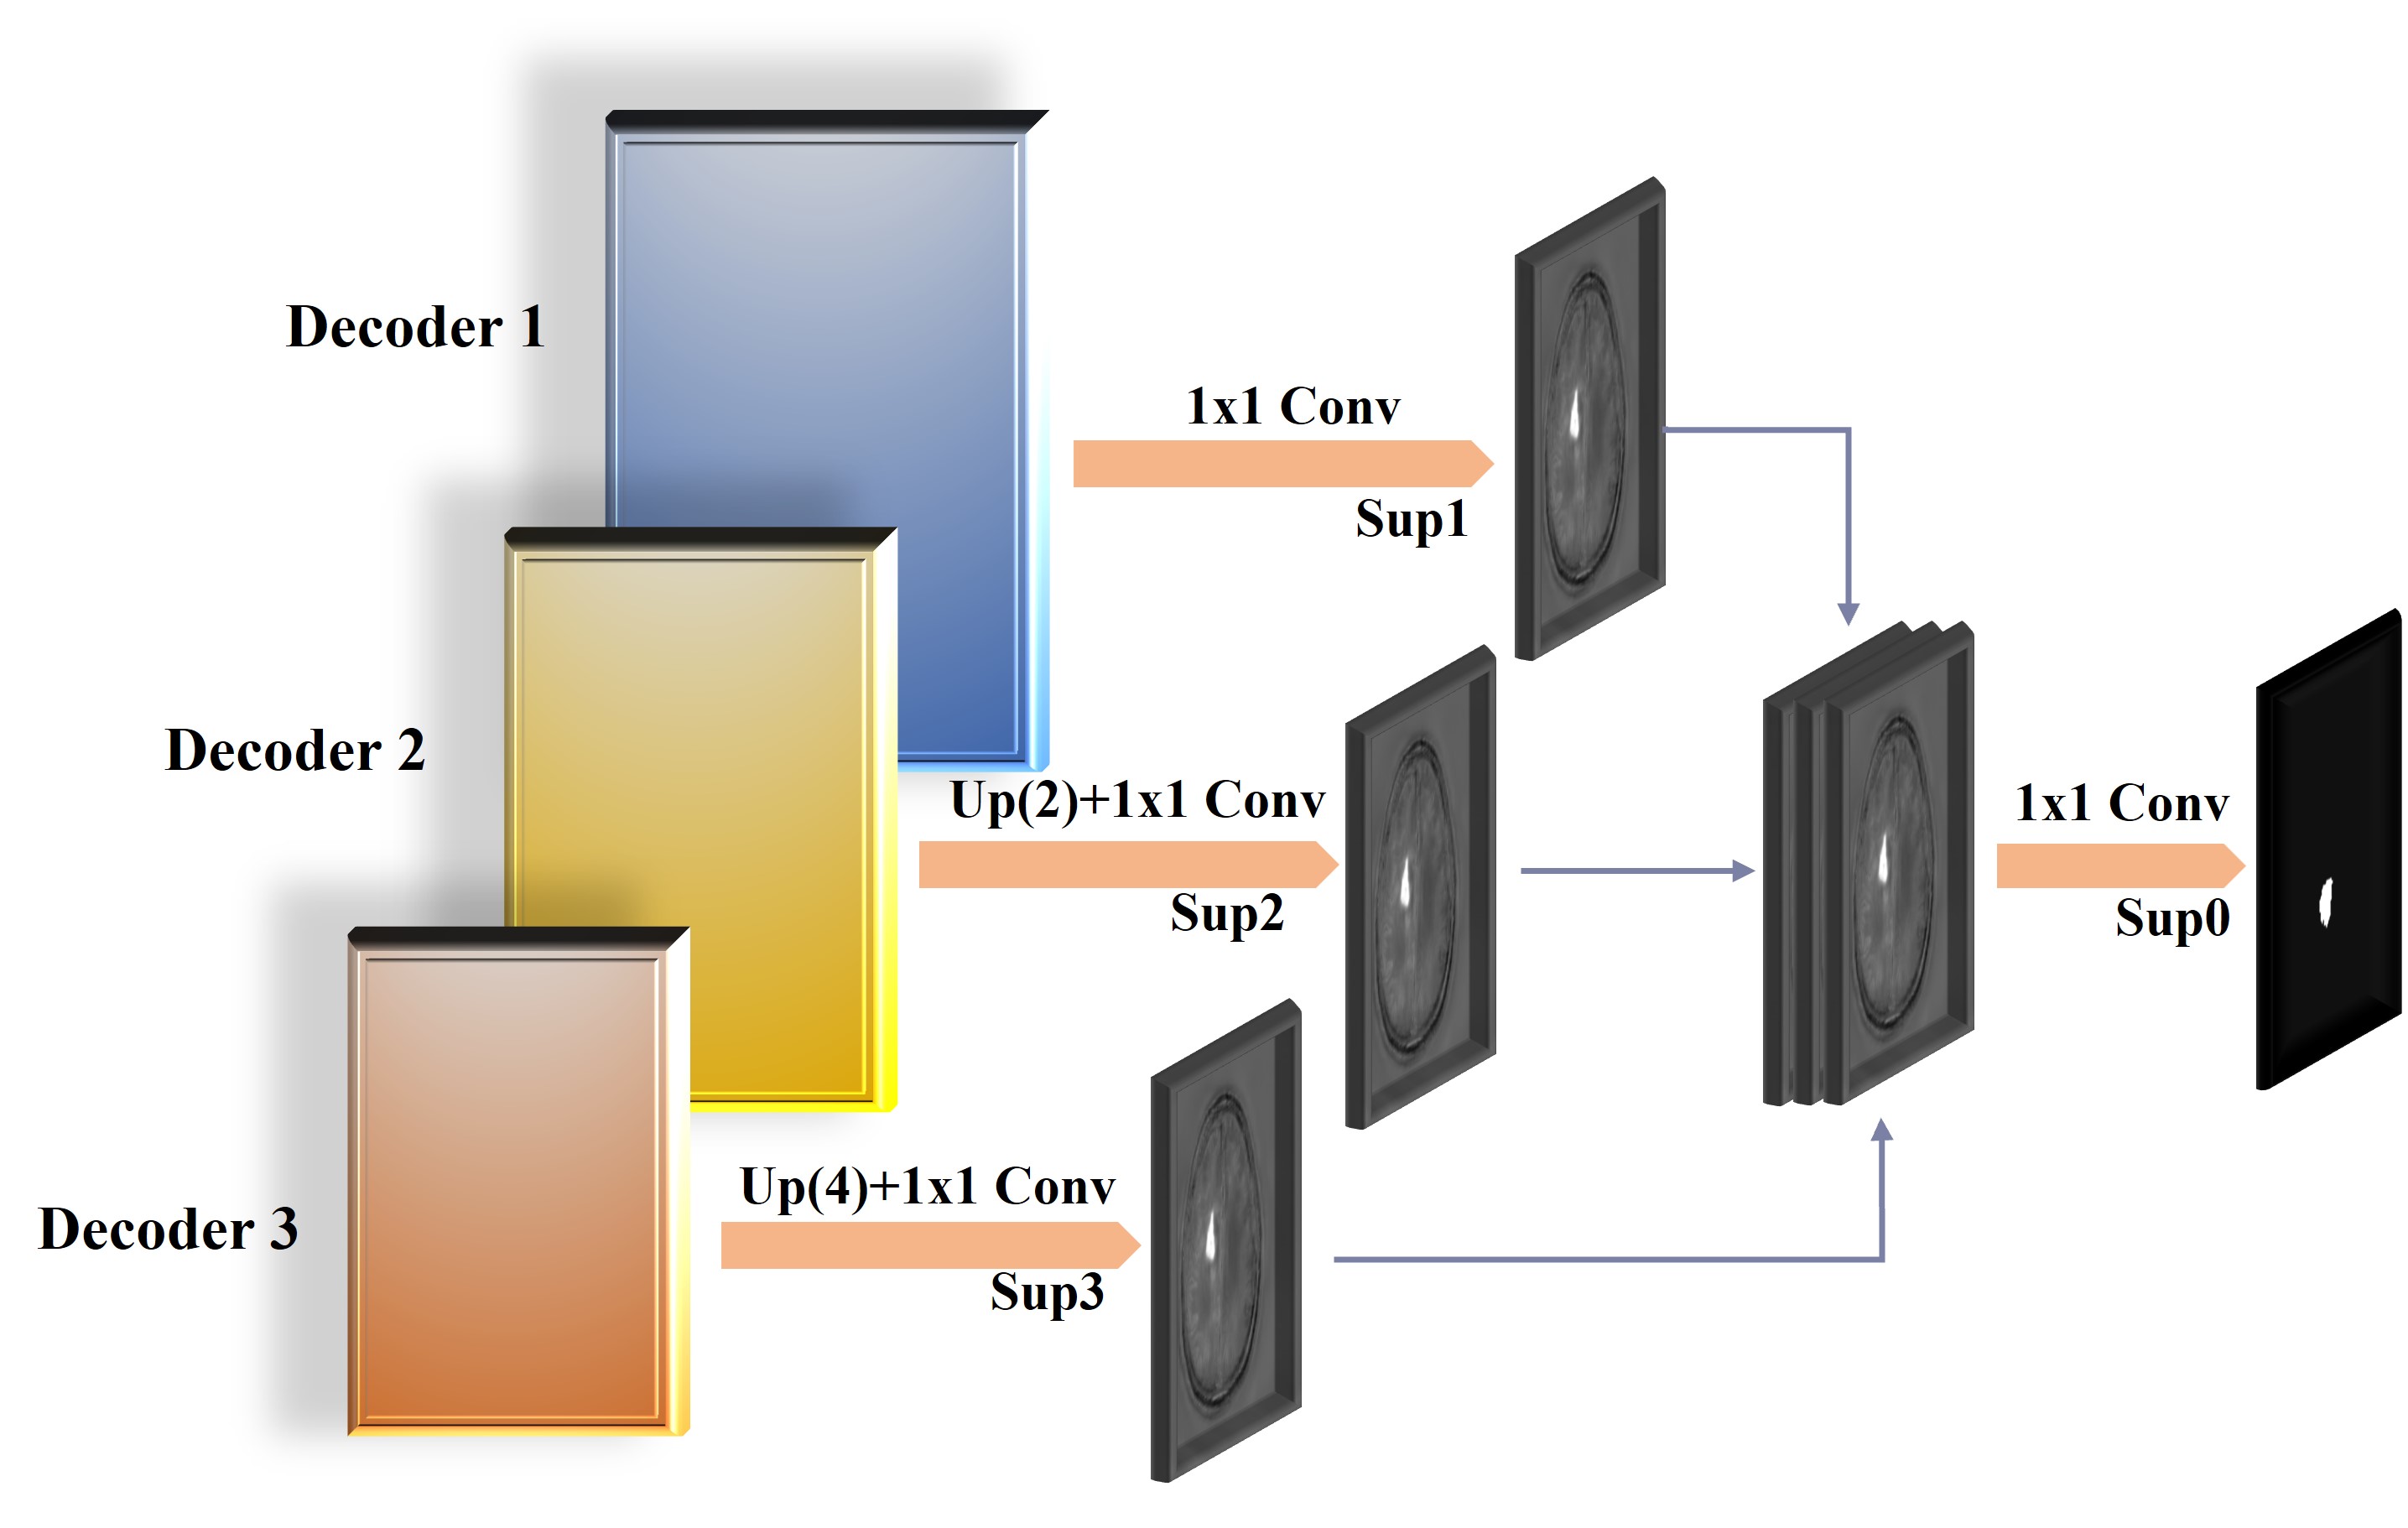 Decoder 1
1x1 Conv
Sup1
Decoder 2
Up(2)+1x1 Conv
Sup2
1x1 Conv
Sup0
Decoder 3
Up(4)+1x1 Conv
Sup3